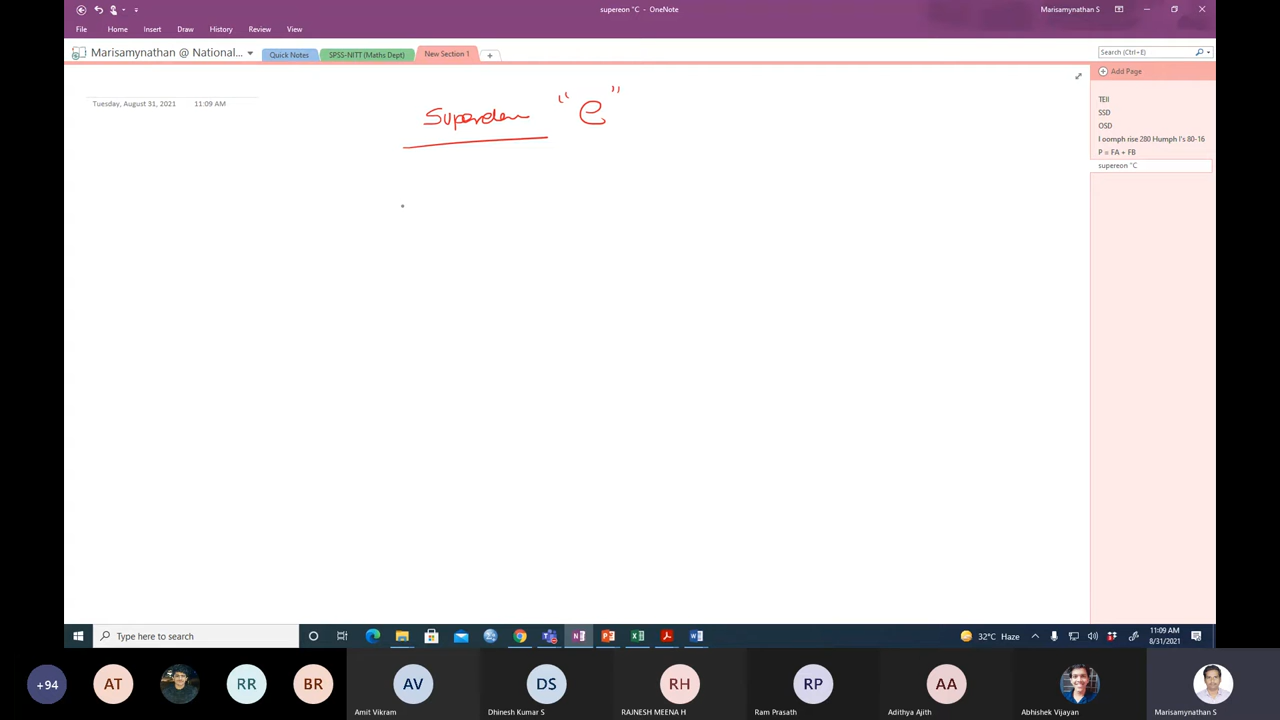 supereon "C - OneNote
Marisamynathan S
File Home Insert Draw History Review View
Marisamynathan @ National...
Quick Notes
SPSS-NITT (Maths Dept)
New Section 1
Search (Ctrl+E)
Add Page
Tuesday, August 31, 2021 11:09 AM
" e "
TEII
SSD
OSD
I oomph rise 280 Humph I's 80-16
P = FA + FB
supereon "C
Type here to search
32°C Haze
11:09 AM
8/31/2021
+94
AT
RR
BR
AV
DS
RH
RP
AA
Amit Vikram
Dhinesh Kumar S
RAJNESH MEENA H
Ram Prasath
Adithya Ajith
Abhishek Vijayan
Marisamynathan S